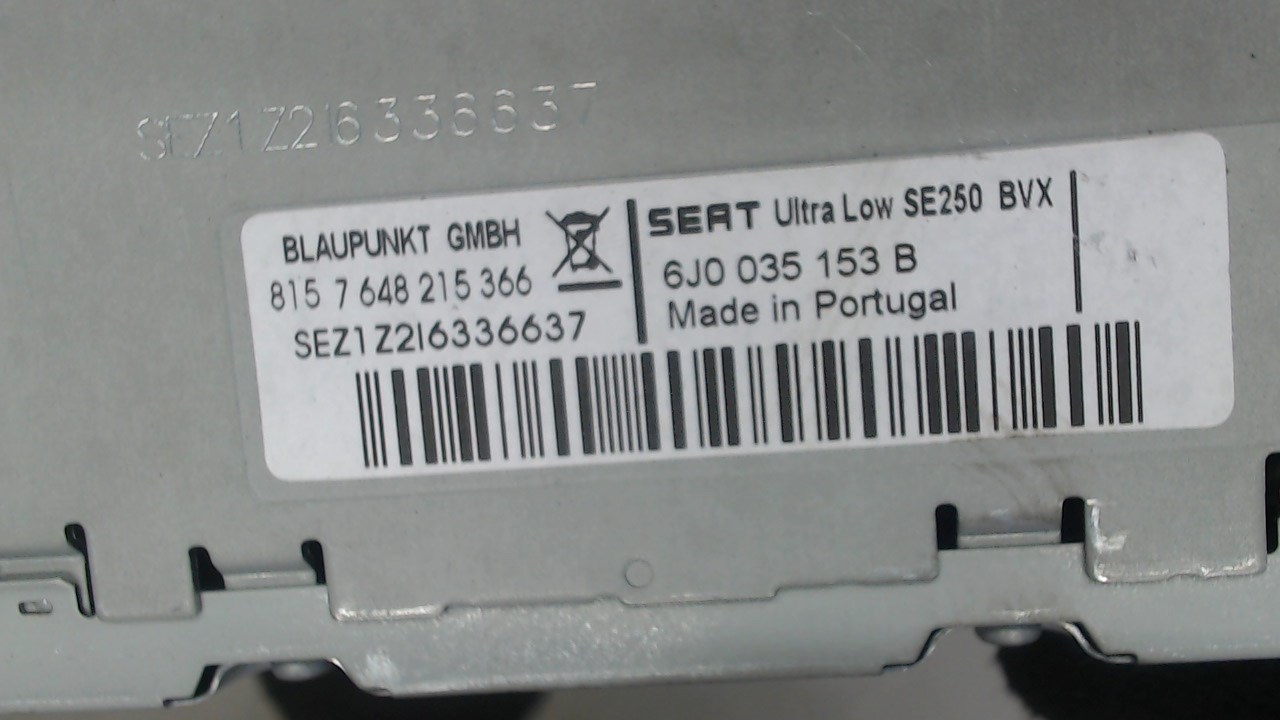 SEZ1Z2I6336637
BLAUPUNKT GMBH
815 7 648 215 366
SEZ1Z2I6336637
SEAT Ultra Low SE250 BVX
6J0 035 153 B
Made in Portugal